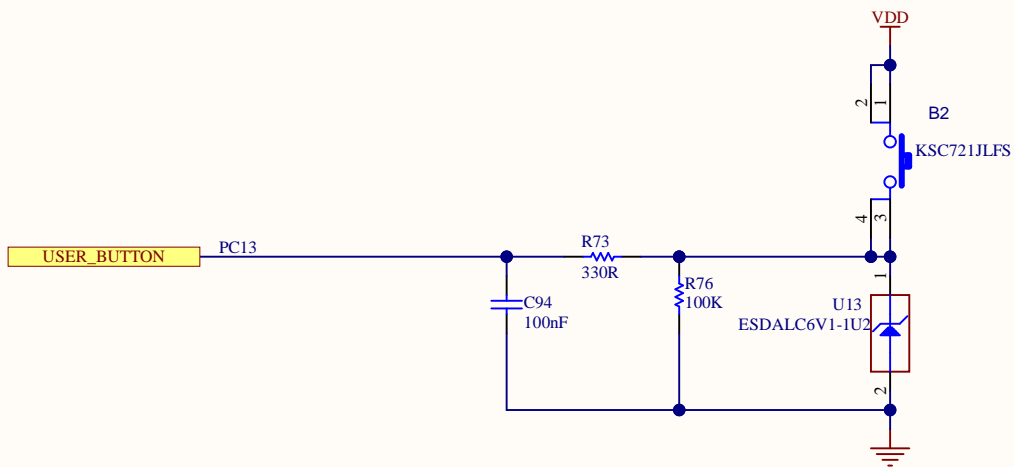 VDD
2
1
B2
KSC721JLFS
4
3
USER_BUTTON
PC13
R73
330R
R76
100K
1
C94
100nF
U13
ESDALC6V1-1U2
2